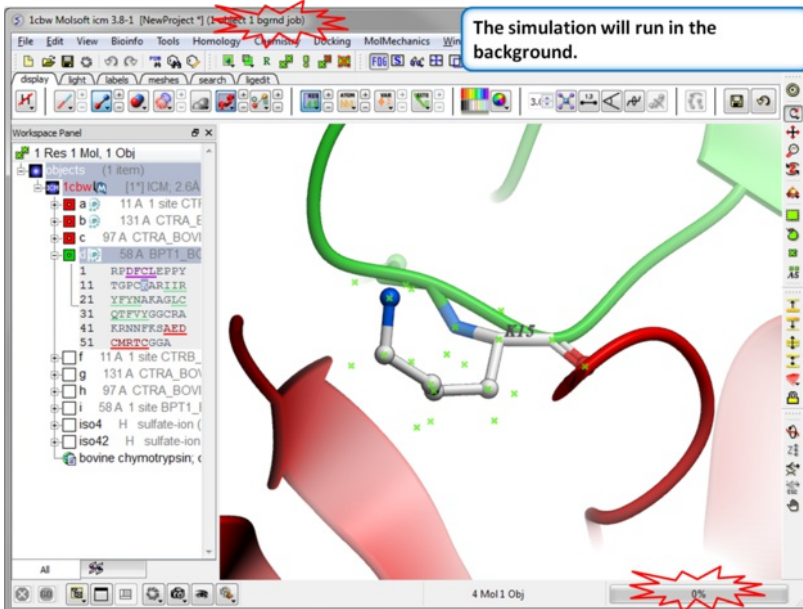 1cbw Molsoft icm 3.8-1 [NewProject *] (1 object 1 bgrnd job)
The simulation will run in the
background.
File Edit View Bioinfo Tools Homology Chemistry Docking MolMechanics
display light labels meshes search ligedit
Workspace Panel
1 Res 1 Mol, 1 Obj
objects (1 item)
1cbw [1*] ICM; 2.6A
a 11 A 1 site CTF
b 131 A CTRA_B
c 97 A CTRA_BOVI
58 A BPT1_BO
1 RPDFCLEPPY
11 TGPCKARIIR
21 YFYNAKAGLC
31 QTFVYGGCRA
41 KRNNFKSAED
51 CMRTCGGA
f 11 A 1 site CTRB_
g 131 A CTRA_BOVI
h 97 A CTRA_BOVI
i 58 A 1 site BPT1_I
iso4 H sulfate-ion (
iso42 H sulfate-ion
bovine chymotrypsin; c
K15
All
4 Mol 1 Obj
0%